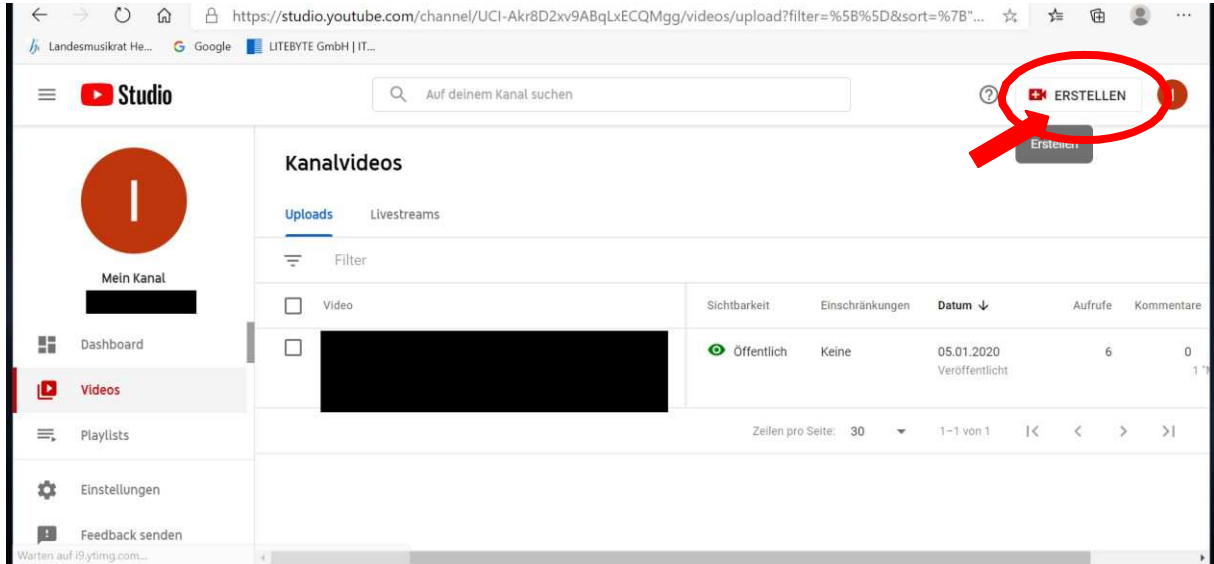 https://studio.youtube.com/channel/UCI-Akr8D2xv9ABqLxECQMgg/videos/upload?filter=%5B%5D&sort=%7B"...
Landesmusikrat He... G Google LITEBYTE GmbH | IT...
Studio
Auf deinem Kanal suchen
ERSTELLEN
I
Erstellen
I
Mein Kanal
Dashboard
Videos
Playlists
Einstellungen
Feedback senden
Warten auf i9.ytimg.com...
Kanalvideos
Uploads Livestreams
Filter
Video Sichtbarkeit Einschränkungen Datum Aufrufe Kommentare
Öffentlich Keine 05.01.2020 6 0
Veröffentlicht 1 "M
Zeilen pro Seite: 30 1–1 von 1